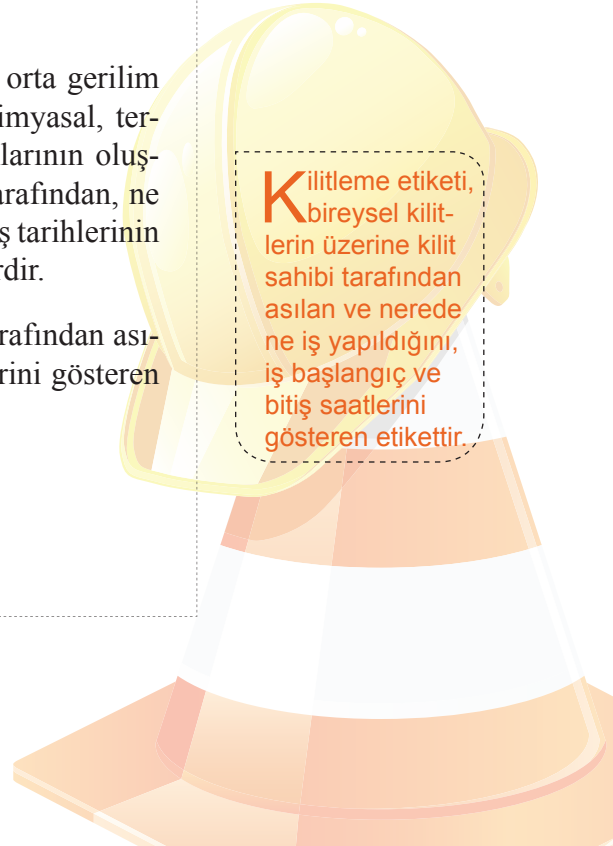 orta gerilim
imyasal, ter-
larının oluş-
arafından, ne
ş tarihlerinin
rdir.
arafından ası-
rini gösteren
Kilitleme etiketi,
bireysel kilit-
lerin üzerine kilit
sahibi tarafından
asılan ve nerede
ne iş yapıldığını,
iş başlangıç ve
bitiş saatlerini
gösteren etikettir.